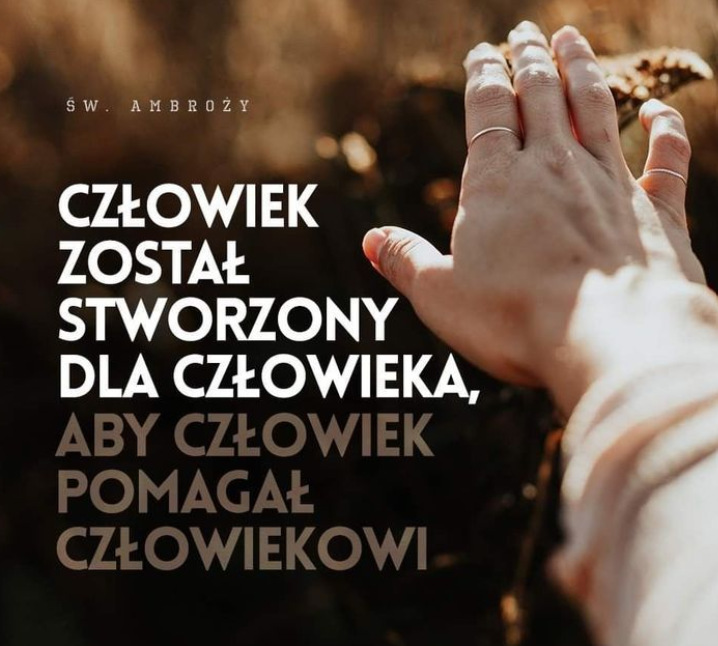 ŚW. AMBROŻY
CZŁOWIEK
ZOSTAŁ
STWORZONY
DLA CZŁOWIEKA,
ABY CZŁOWIEK
POMAGAŁ
CZŁOWIEKOWI